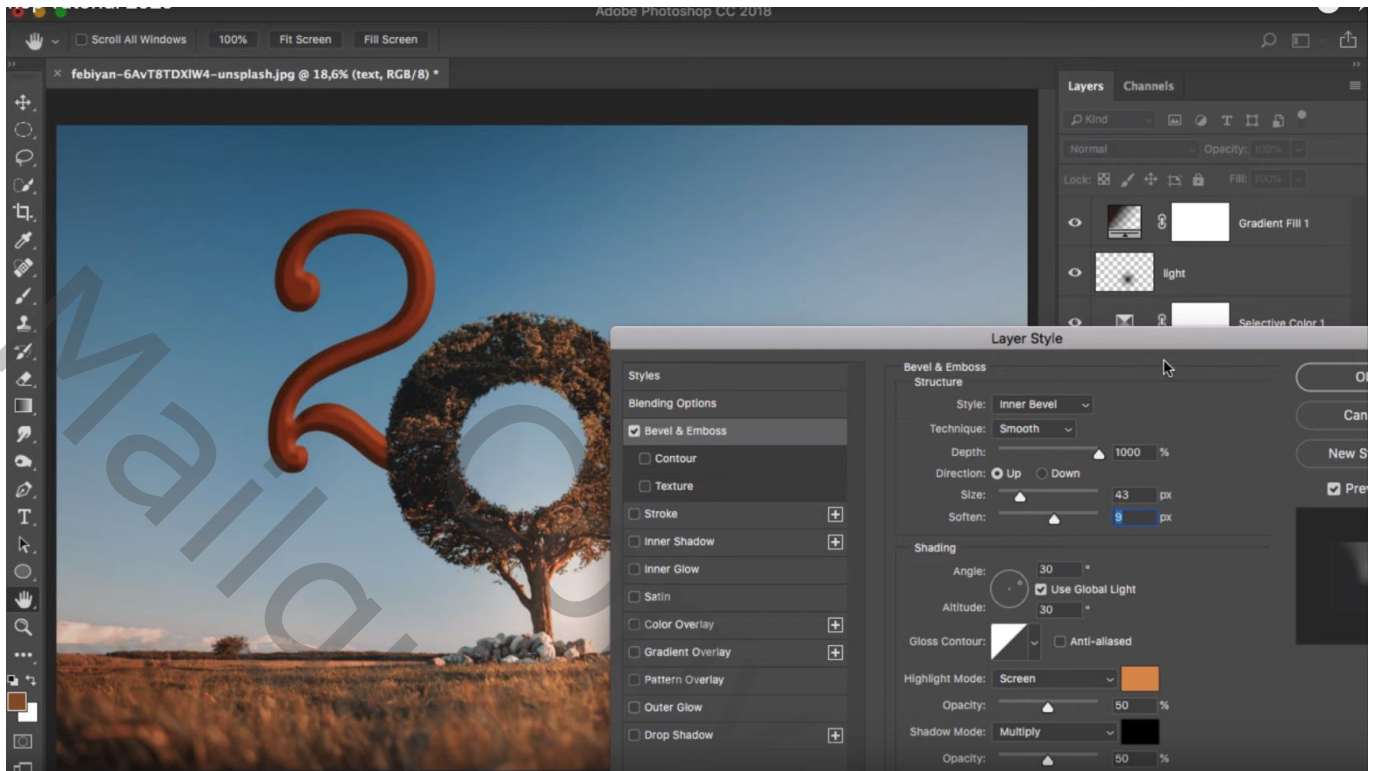 Adobe Photoshop CC 2018
Scroll All Windows 100% Fit Screen Fill Screen
× febiyan-6AvT8TDXlW4-unsplash.jpg @ 18,6% (text, RGB/8) *
Layers Channels
Kind
Normal Opacity: 100%
Lock: Fill: 100%
Gradient Fill 1
light
Selective Color 1
2
Layer Style
Styles
Blending Options
Bevel & Emboss
Contour
Texture
Stroke
Inner Shadow
Inner Glow
Satin
Color Overlay
Gradient Overlay
Pattern Overlay
Outer Glow
Drop Shadow
Bevel & Emboss
Structure
Style: Inner Bevel
Technique: Smooth
Depth: 1000 %
Direction: Up Down
Size: 43 px
Soften: 9 px
Shading
Angle: 30 °
Use Global Light
Altitude: 30 °
Gloss Contour: Anti-aliased
Highlight Mode: Screen
Opacity: 50 %
Shadow Mode: Multiply
Opacity: 50 %
New S